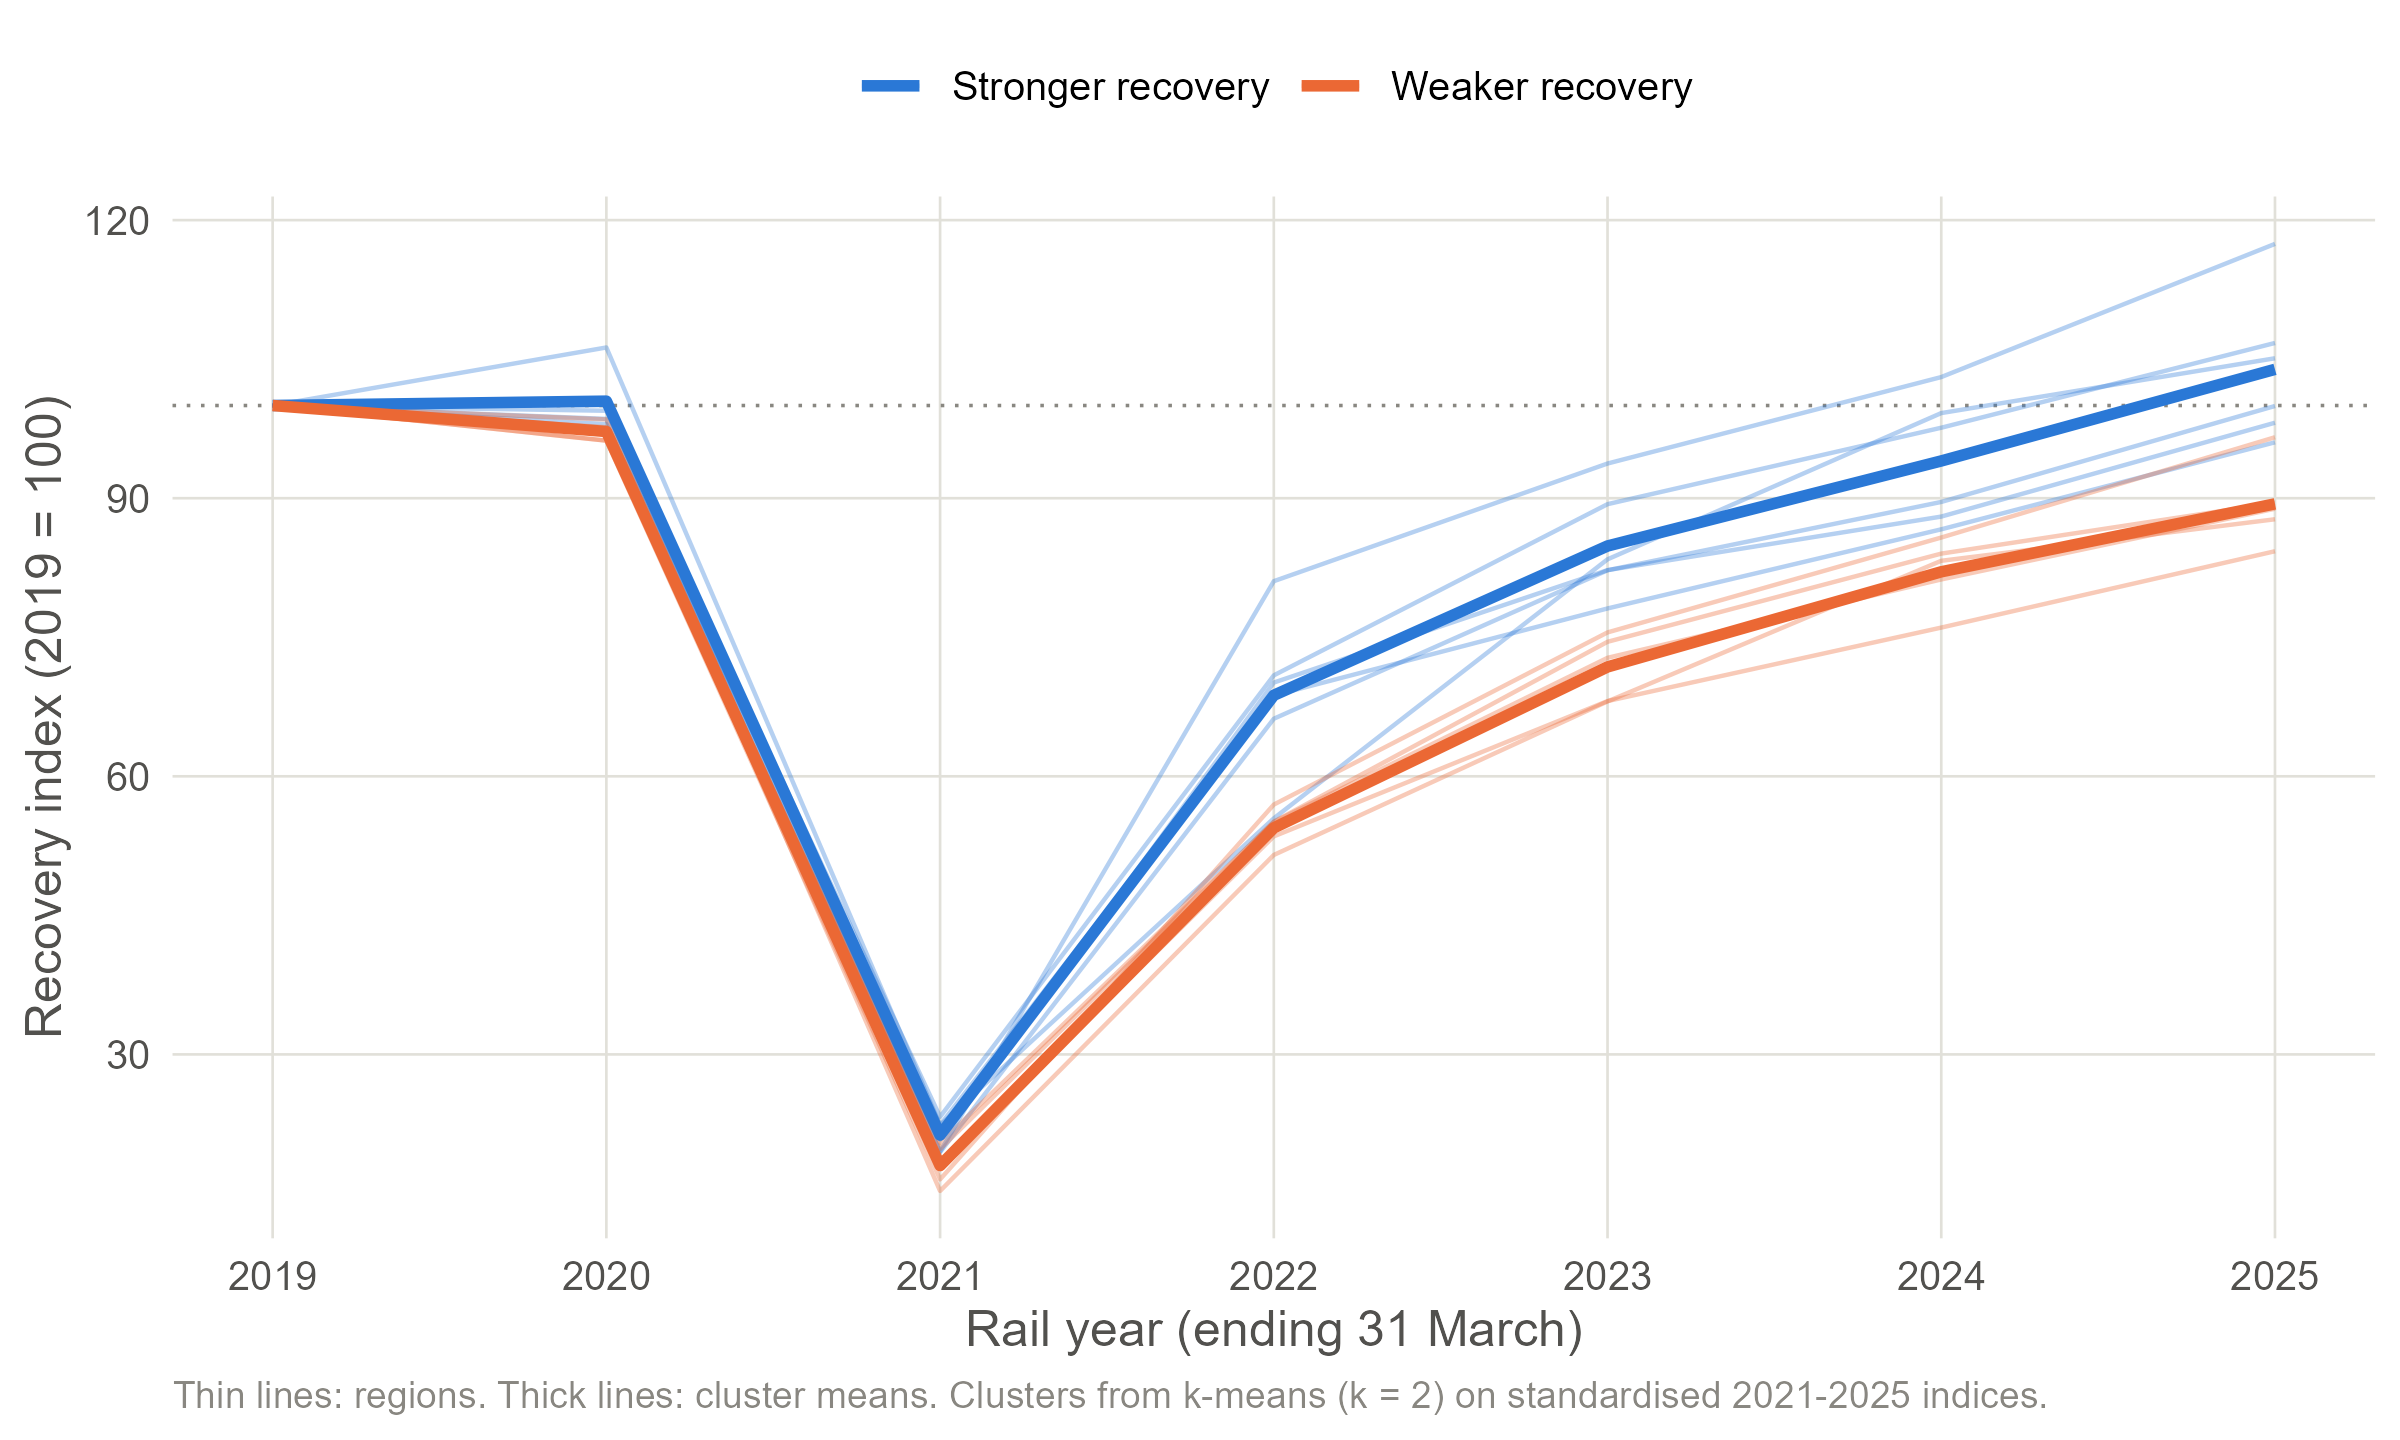 Stronger recovery Weaker recovery
120
90
60
30
Recovery index (2019 = 100)
2019 2020 2021 2022 2023 2024 2025
Rail year (ending 31 March)
Thin lines: regions. Thick lines: cluster means. Clusters from k-means (k = 2) on standardised 2021-2025 indices.